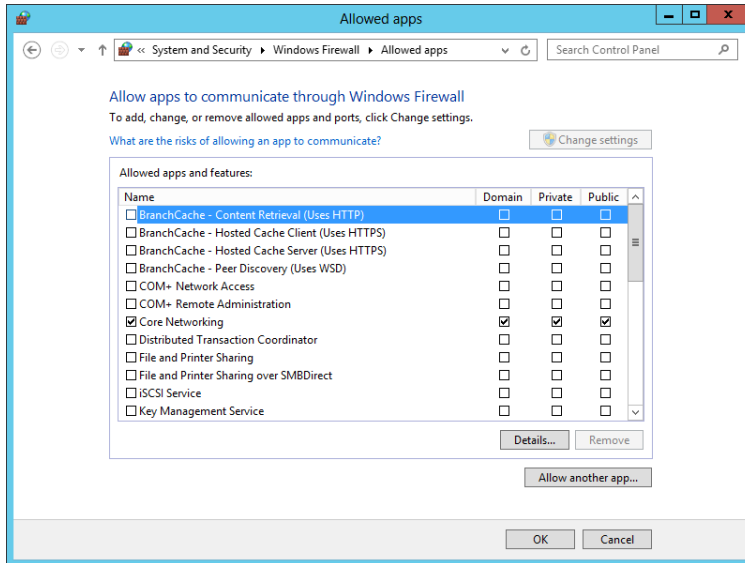 Allowed apps
« System and Security ▸ Windows Firewall ▸ Allowed apps
Search Control Panel
Allow apps to communicate through Windows Firewall
To add, change, or remove allowed apps and ports, click Change settings.
What are the risks of allowing an app to communicate?
Change settings
Allowed apps and features:
Name Domain Private Public
BranchCache - Content Retrieval (Uses HTTP)
BranchCache - Hosted Cache Client (Uses HTTPS)
BranchCache - Hosted Cache Server (Uses HTTPS)
BranchCache - Peer Discovery (Uses WSD)
COM+ Network Access
COM+ Remote Administration
Core Networking
Distributed Transaction Coordinator
File and Printer Sharing
File and Printer Sharing over SMBDirect
iSCSI Service
Key Management Service
Details... Remove
Allow another app...
OK Cancel